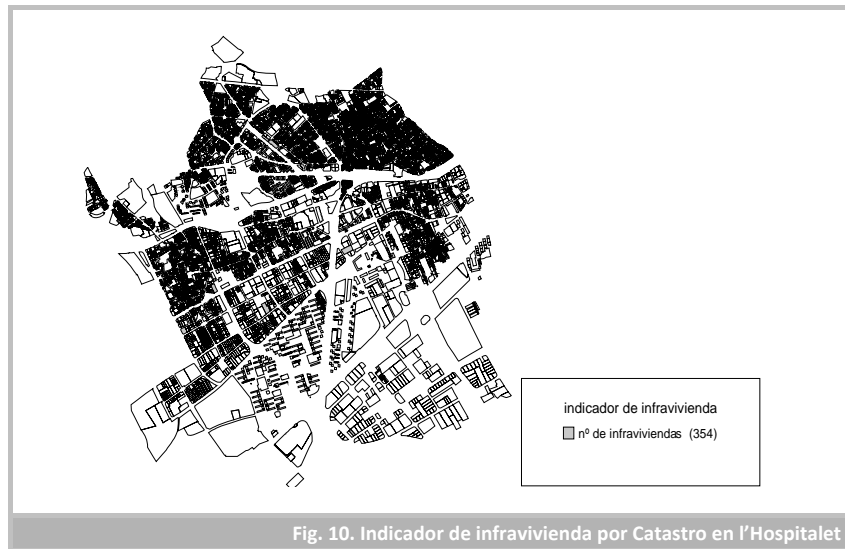 indicador de infravivienda
nº de infraviviendas (354)
Fig. 10. Indicador de infravivienda por Catastro en l’Hospitalet